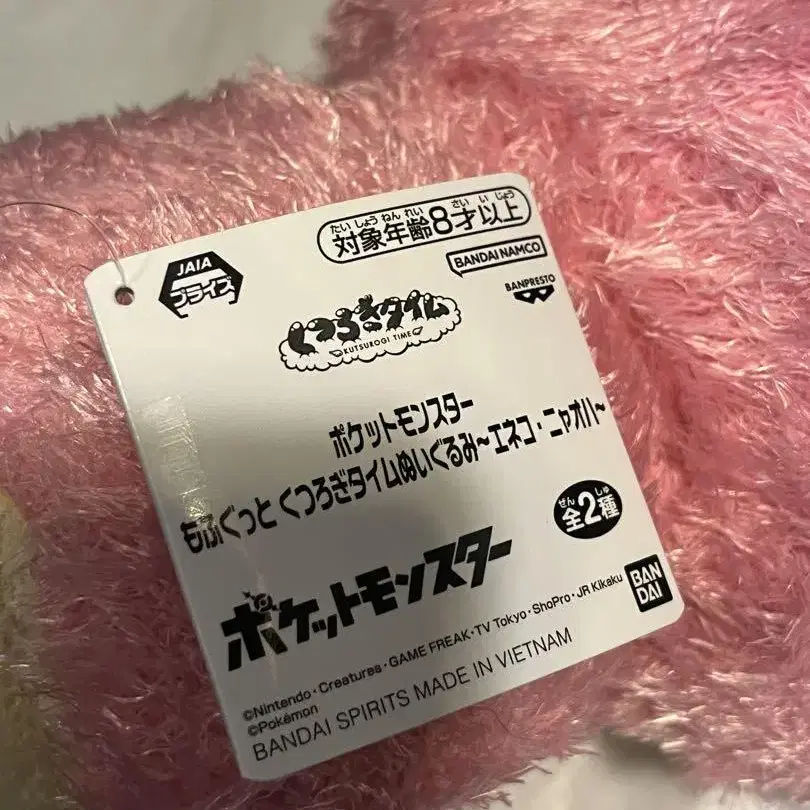 たいしょうねんれい さい いじょう
対象年齢8才以上
JAIA
プライズ
BANDAI NAMCO
BANPRESTO
くつろぎタイム
KUTSUROGI TIME
ポケットモンスター
もふぐっと くつろぎタイムぬいぐるみ~エネコ・ニャオハ~
ぜん しゅ
全2種
ポケットモンスター
BAN
DAI
©Nintendo・Creatures・GAME FREAK・TV Tokyo・ShoPro・JR Kikaku
©Pokémon
BANDAI SPIRITS MADE IN VIETNAM